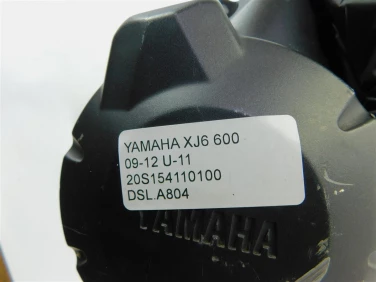 YAMAHA XJ6 600
09-12 U-11
20S154110100
DSL.A804
YAMAHA